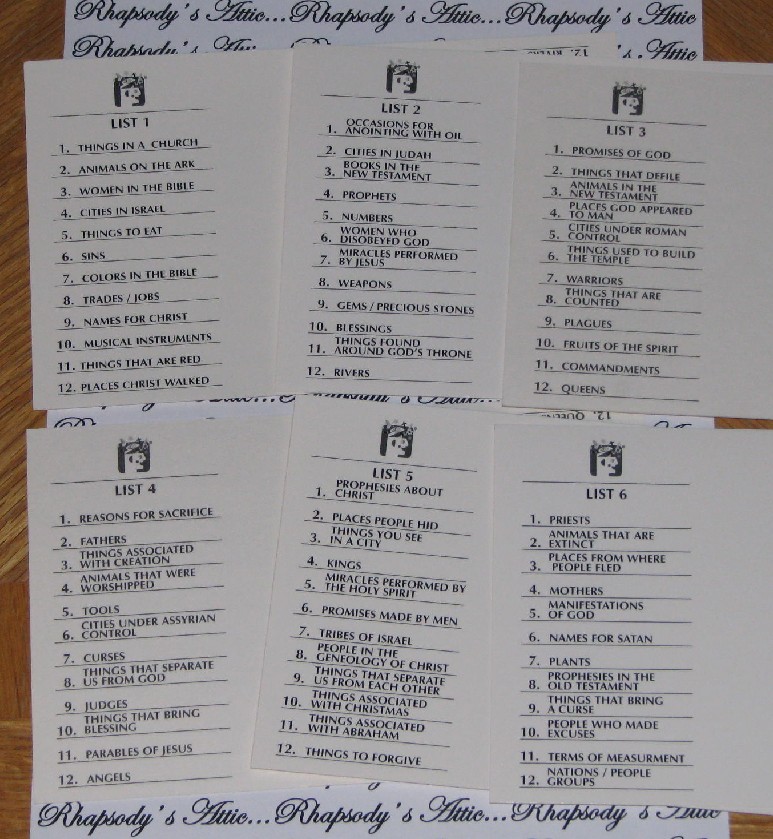 Rhapsody's Attic...Rhapsody's Attic...Rhapsody's Attic
Rhapsody's
Attic
12.
LIST 1
1. THINGS IN A CHURCH
2. ANIMALS ON THE ARK
3. WOMEN IN THE BIBLE
4. CITIES IN ISRAEL
5. THINGS TO EAT
6. SINS
7. COLORS IN THE BIBLE
8. TRADES / JOBS
9. NAMES FOR CHRIST
10. MUSICAL INSTRUMENTS
11. THINGS THAT ARE RED
12. PLACES CHRIST WALKED
LIST 2
1. OCCASIONS FOR
ANOINTING WITH OIL
2. CITIES IN JUDAH
3. BOOKS IN THE
NEW TESTAMENT
4. PROPHETS
5. NUMBERS
6. WOMEN WHO
DISOBEYED GOD
7. MIRACLES PERFORMED
BY JESUS
8. WEAPONS
9. GEMS / PRECIOUS STONES
10. BLESSINGS
11. THINGS FOUND
AROUND GOD'S THRONE
12. RIVERS
LIST 3
1. PROMISES OF GOD
2. THINGS THAT DEFILE
3. ANIMALS IN THE
NEW TESTAMENT
4. PLACES GOD APPEARED
TO MAN
5. CITIES UNDER ROMAN
CONTROL
6. THINGS USED TO BUILD
THE TEMPLE
7. WARRIORS
8. THINGS THAT ARE
COUNTED
9. PLAGUES
10. FRUITS OF THE SPIRIT
11. COMMANDMENTS
12. QUEENS
12. QUEENS
LIST 4
1. REASONS FOR SACRIFICE
2. FATHERS
3. THINGS ASSOCIATED
WITH CREATION
4. ANIMALS THAT WERE
WORSHIPPED
5. TOOLS
6. CITIES UNDER ASSYRIAN
CONTROL
7. CURSES
8. THINGS THAT SEPARATE
US FROM GOD
9. JUDGES
10. THINGS THAT BRING
BLESSING
11. PARABLES OF JESUS
12. ANGELS
LIST 5
1. PROPHESIES ABOUT
CHRIST
2. PLACES PEOPLE HID
3. THINGS YOU SEE
IN A CITY
4. KINGS
5. MIRACLES PERFORMED BY
THE HOLY SPIRIT
6. PROMISES MADE BY MEN
7. TRIBES OF ISRAEL
8. PEOPLE IN THE
GENEOLOGY OF CHRIST
9. THINGS THAT SEPARATE
US FROM EACH OTHER
10. THINGS ASSOCIATED
WITH CHRISTMAS
11. THINGS ASSOCIATED
WITH ABRAHAM
12. THINGS TO FORGIVE
LIST 6
1. PRIESTS
2. ANIMALS THAT ARE
EXTINCT
3. PLACES FROM WHERE
PEOPLE FLED
4. MOTHERS
5. MANIFESTATIONS
OF GOD
6. NAMES FOR SATAN
7. PLANTS
8. PROPHESIES IN THE
OLD TESTAMENT
9. THINGS THAT BRING
A CURSE
10. PEOPLE WHO MADE
EXCUSES
11. TERMS OF MEASURMENT
12. NATIONS / PEOPLE
GROUPS
Rhapsody's Attic...Rhapsody's Attic...Rhapsody's Attic